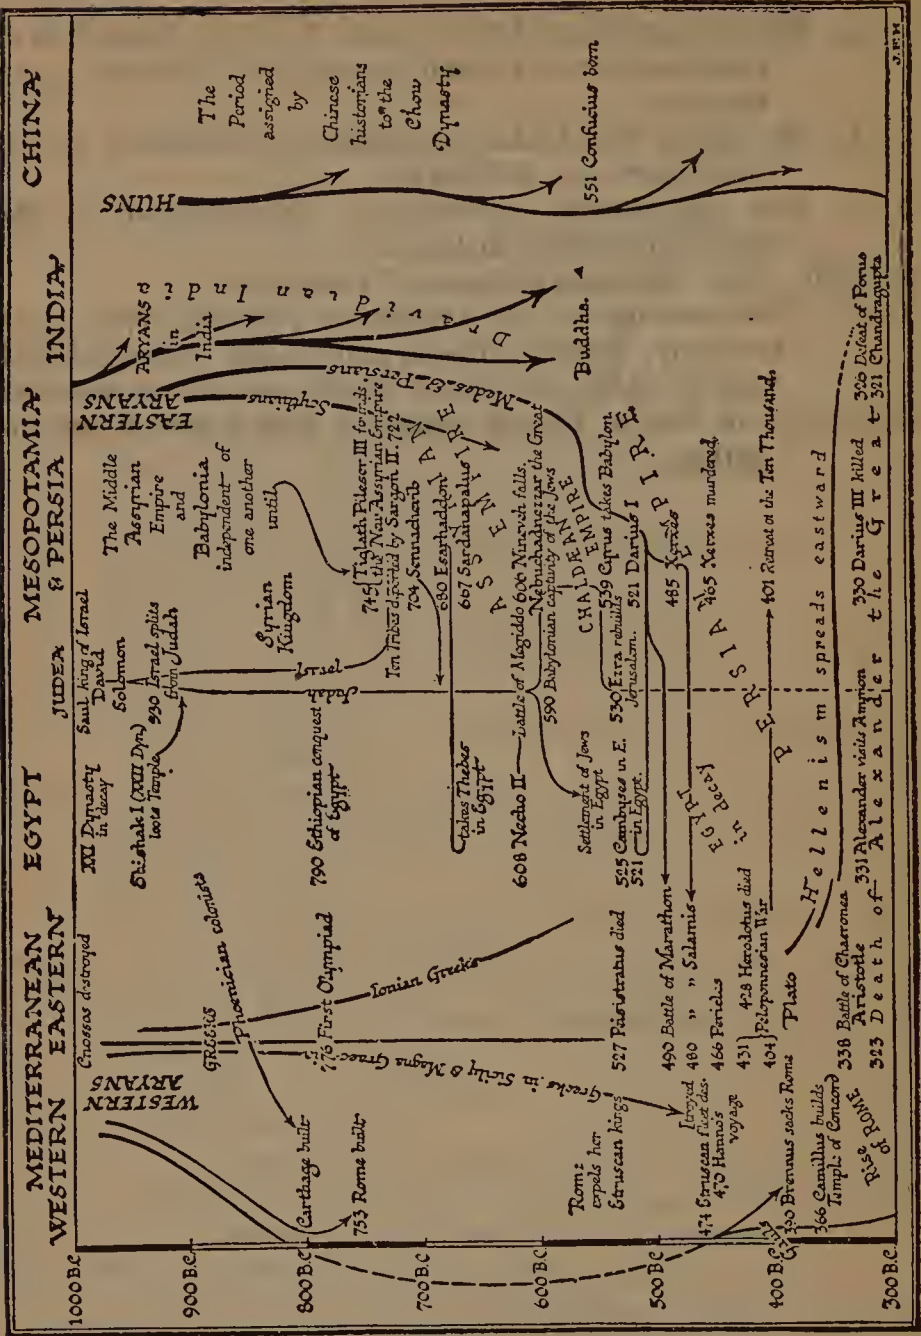 MEDITERRANEAN
WESTERN EASTERN
EGYPT
JUDEA
MESOPOTAMIA
& PERSIA
INDIA
CHINA
1000 B.C.
900 B.C.
800 B.C.
700 B.C.
600 B.C.
500 B.C.
400 B.C.
300 B.C.
WESTERN
ARYANS
Carthage built
753 Rome built
Rome
expels her
Etruscan kings
474 Etruscan fleet des-
[troyed
470 Hanno's
voyage
Gauls
390 Brennus sacks Rome
366 Camillus builds
Temple of Concord
Rise of ROME
Cnossos destroyed
GREEKS
Phoenician colonists
776 First Olympiad
Ionian Greeks
Greeks in Sicily & Magna Graecia
527 Pisistratus died
490 Battle of Marathon
480 " " Salamis
466 Pericles
431
428 Herodotus died
404
Peloponnesian War
Plato
338 Battle of Chaeronea
Aristotle
323 Death of Alexander the Great
XXI Dynasty
in decay
Shishak I (XXII Dyn)
loots Temple
790 Ethiopian conquest
of Egypt
takes Thebes
in Egypt
608 Necho II
Battle of Megiddo
Settlement of Jews
in Egypt
525 Cambyses in E.
521
in Egypt.
EGYPT
in decay
331 Alexander visits Ammon
Saul king of Israel
David
Solomon
930 Israel splits
from Judah
Syrian
Kingdom
Israel
Judah
Ten Tribes deported by Sargon II. 722
590 Babylonian captivity of the Jews
530 Ezra rebuilds
Jerusalem.
The Middle
Assyrian
Empire
and
Babylonia
independent of
one another
until
745 Tiglath Pileser III founds
the New Assyrian Empire
704 Sennacherib
680 Esarhaddon
667 Sardanapalus
ASSYRIAN EMPIRE
606 Nineveh falls.
Nebuchadnezzar the Great
CHALDÆAN
EMPIRE
539 Cyrus takes Babylon
521 Darius I
485 Xerxes
465 Xerxes murdered.
PERSIAN EMPIRE
401 Retreat of the Ten Thousand.
Hellenism spreads eastward
330 Darius III killed
EASTERN
ARYANS
Scythians
Medes & Persians
ARYANS
in
India
Dravidian India
Buddha.
326 Defeat of Porus
321 Chandragupta
HUNS
The
Period
assigned
by
Chinese
historians
to the
Chow
Dynasty
551 Confucius born
J.F.H